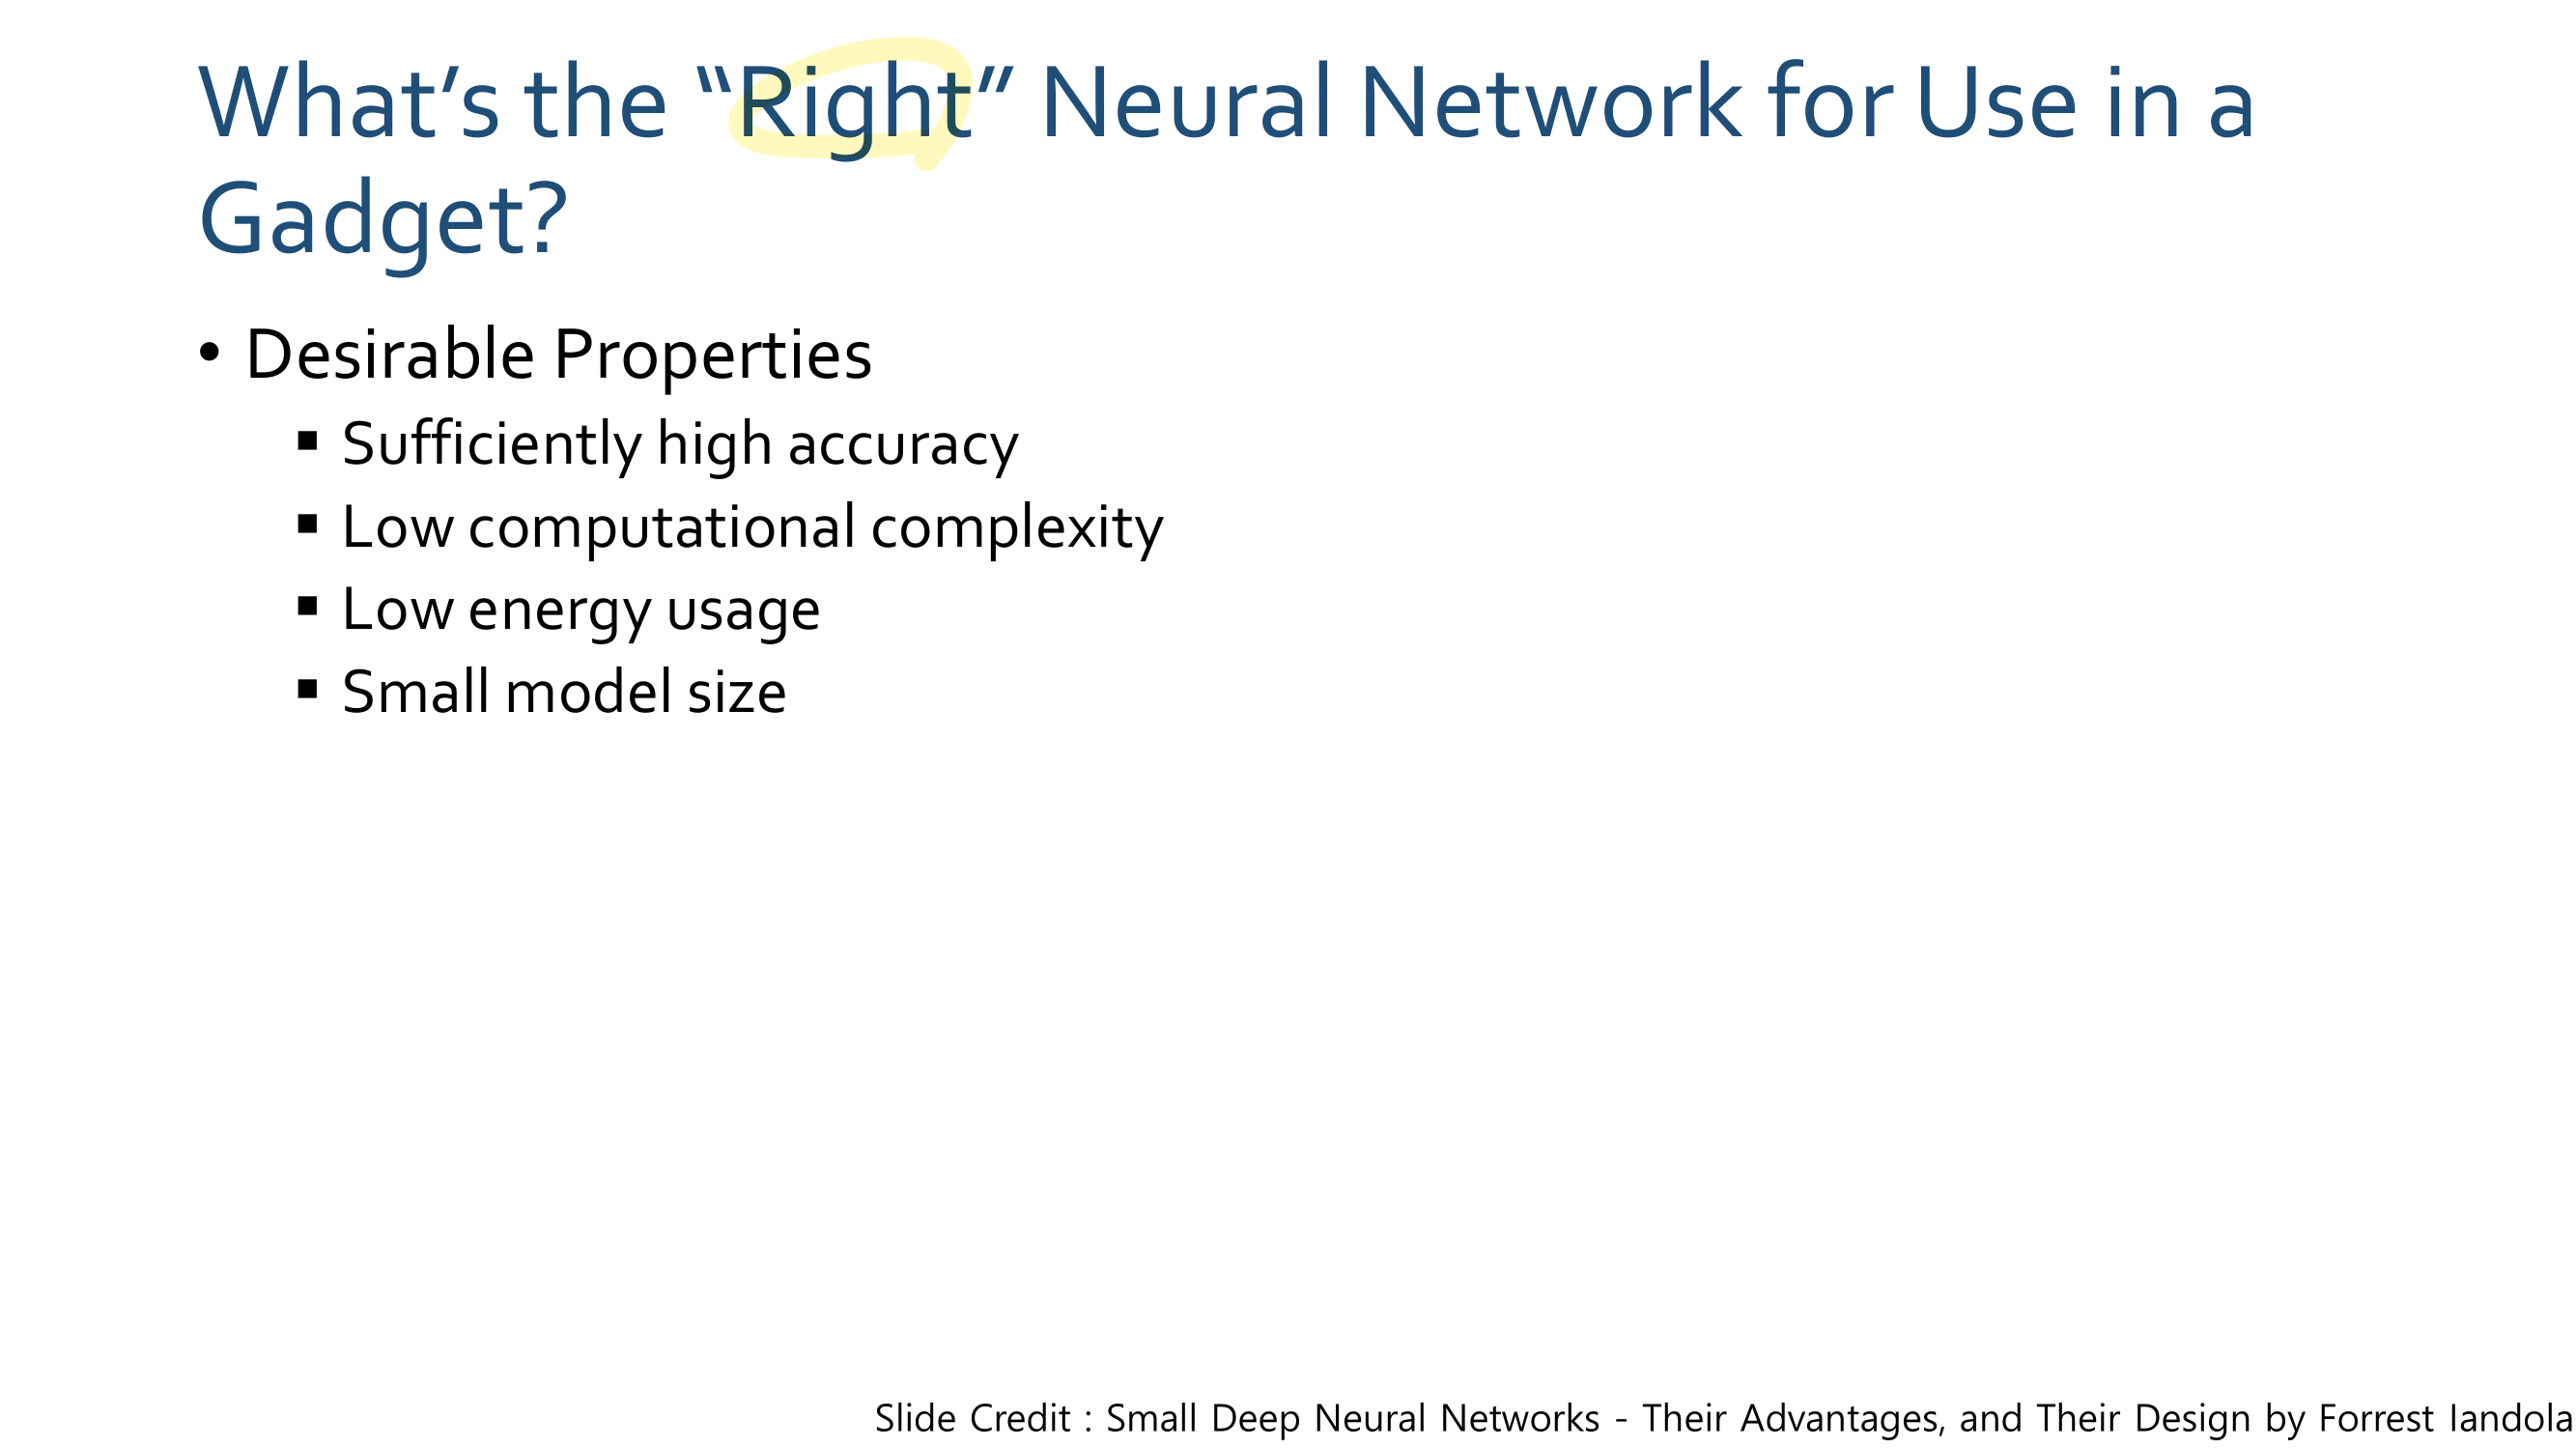 What’s the “Right” Neural Network for Use in a
Gadget?
• Desirable Properties
▪ Sufficiently high accuracy
▪ Low computational complexity
▪ Low energy usage
▪ Small model size
Slide Credit : Small Deep Neural Networks - Their Advantages, and Their Design by Forrest Iandola